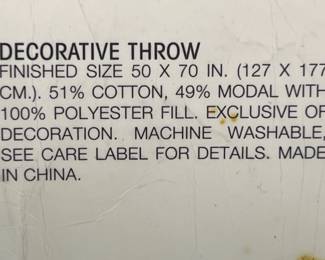 DECORATIVE THROW
FINISHED SIZE 50 X 70 IN. (127 X 177
CM.). 51% COTTON, 49% MODAL WITH
100% POLYESTER FILL. EXCLUSIVE OF
DECORATION. MACHINE WASHABLE,
SEE CARE LABEL FOR DETAILS. MADE
IN CHINA.